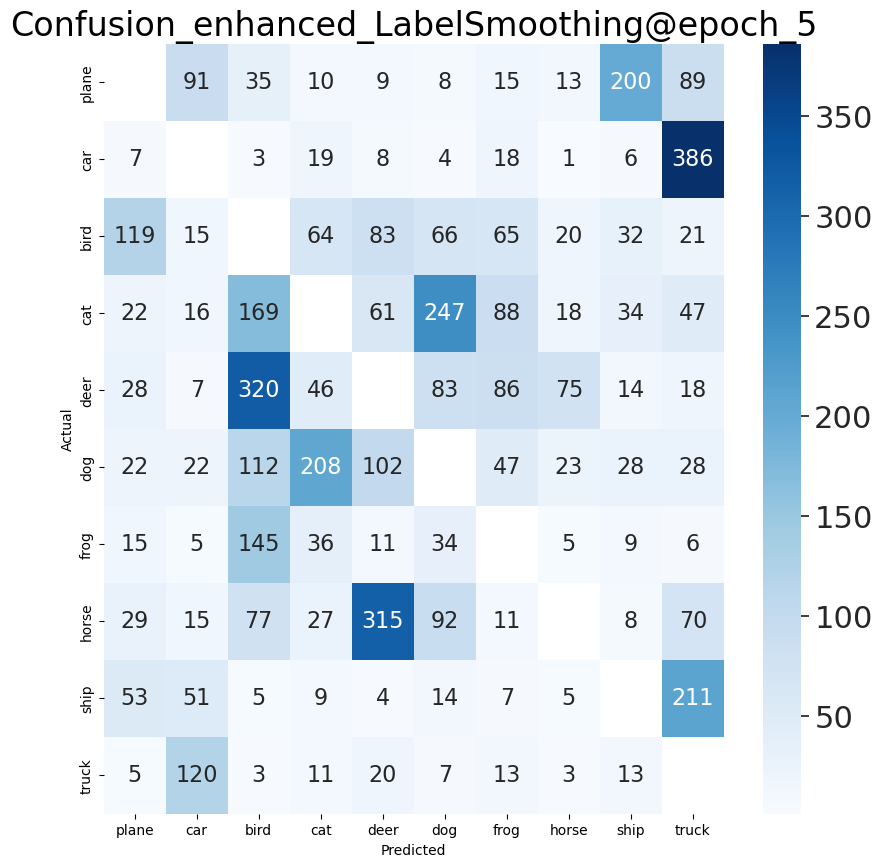 Confusion_enhanced_LabelSmoothing@epoch_5
plane 91 35 10 9 8 15 13 200 89
car 7 3 19 8 4 18 1 6 386
bird 119 15 64 83 66 65 20 32 21
cat 22 16 169 61 247 88 18 34 47
deer 28 7 320 46 83 86 75 14 18
dog 22 22 112 208 102 47 23 28 28
frog 15 5 145 36 11 34 5 9 6
horse 29 15 77 27 315 92 11 8 70
ship 53 51 5 9 4 14 7 5 211
truck 5 120 3 11 20 7 13 3 13
Actual
plane car bird cat deer dog frog horse ship truck
Predicted
350
300
250
200
150
100
50